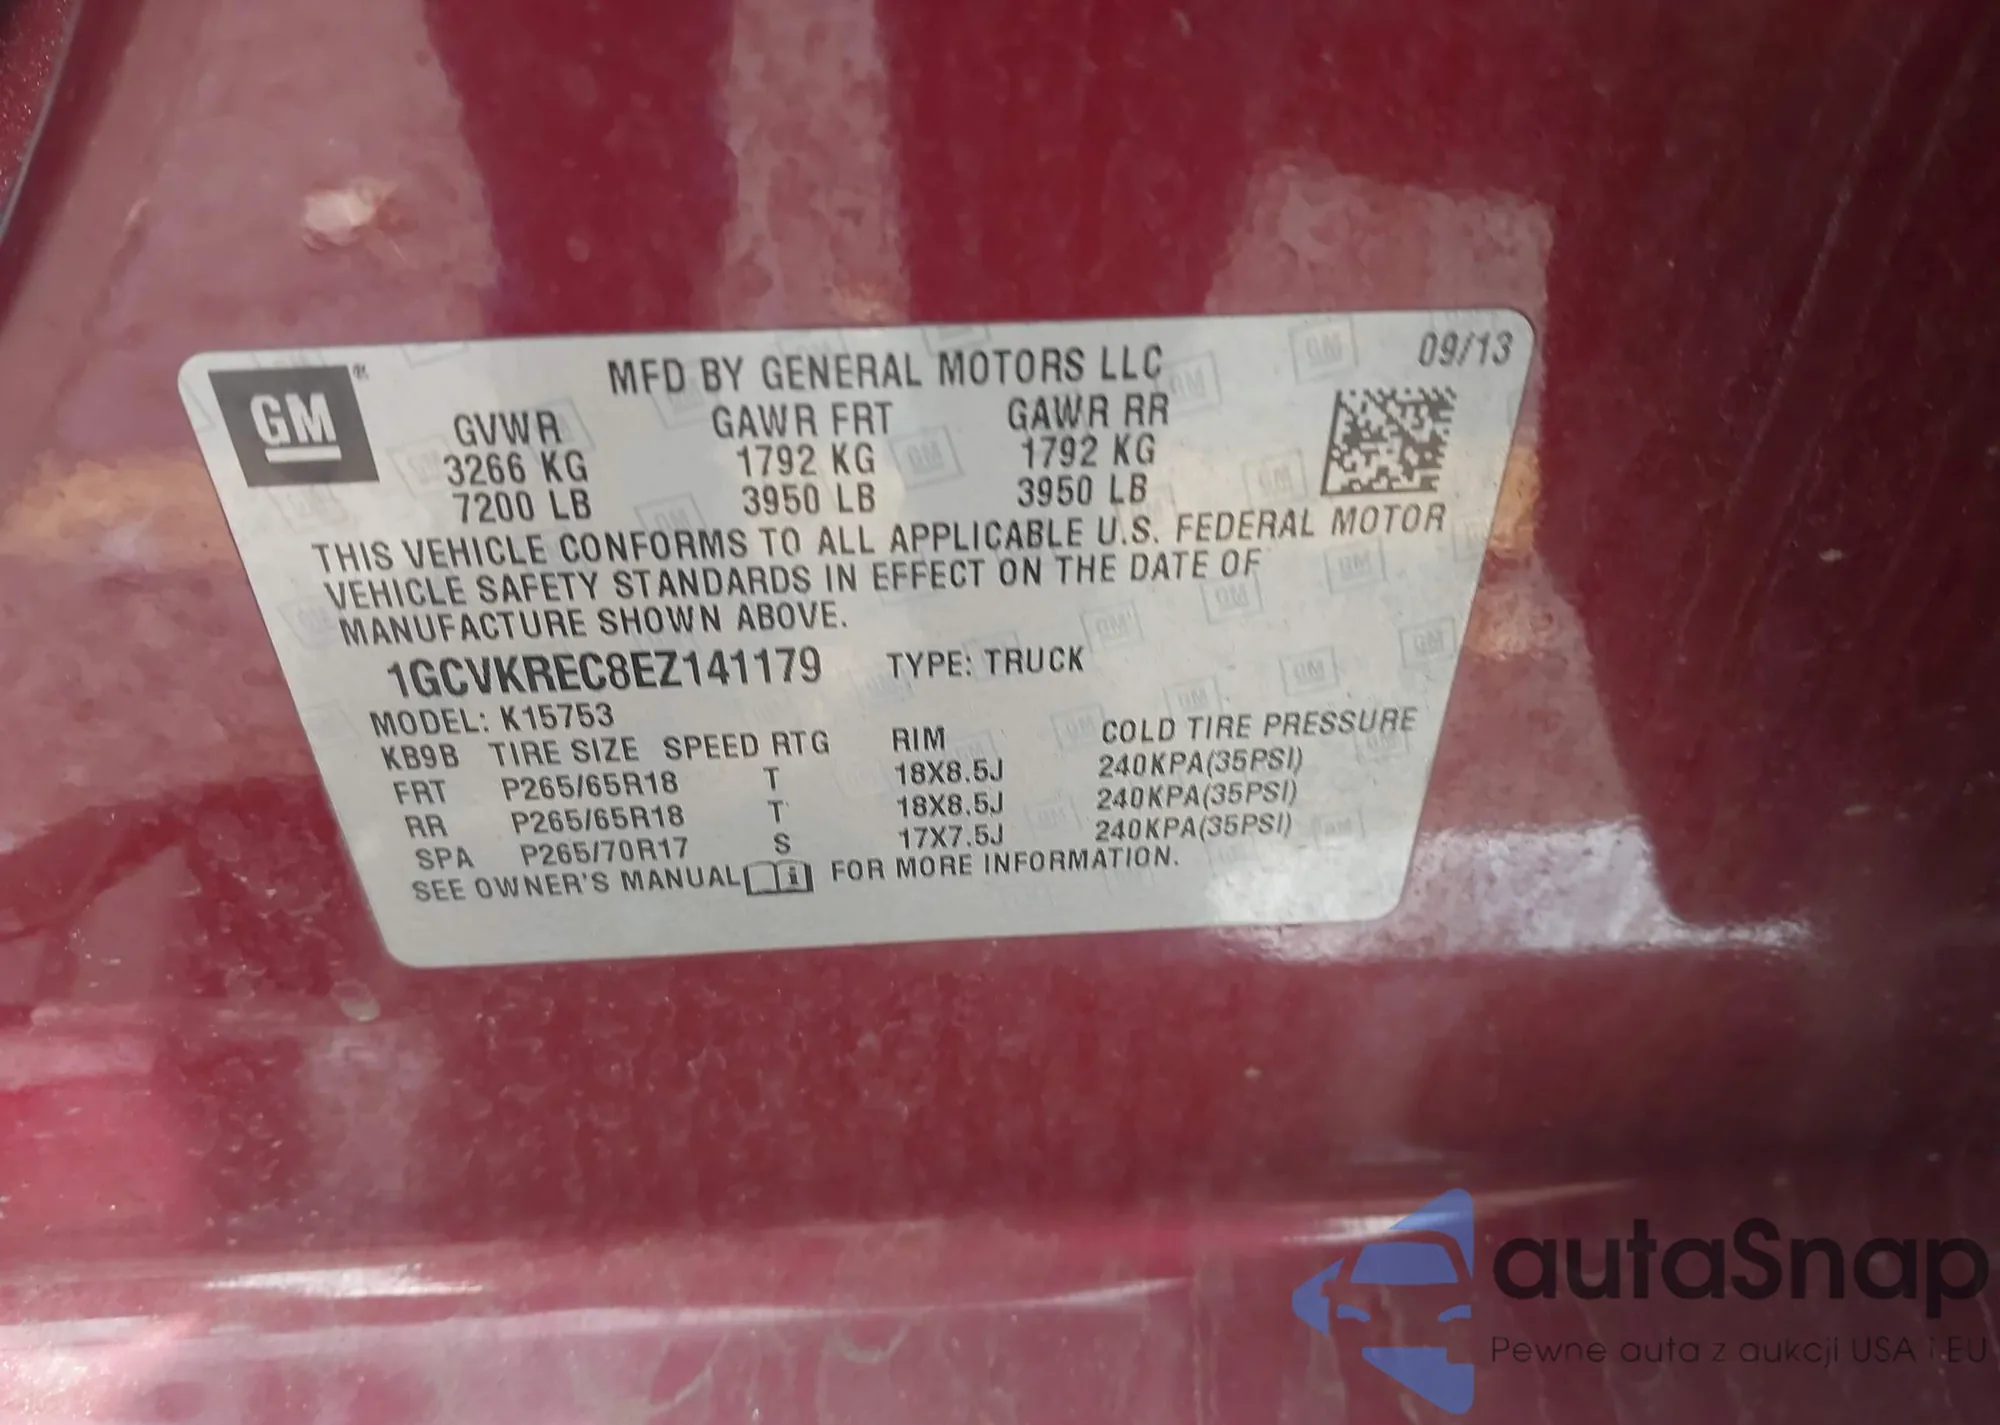 GM
MFD BY GENERAL MOTORS LLC 09/13
GVWR GAWR FRT GAWR RR
3266 KG 1792 KG 1792 KG
7200 LB 3950 LB 3950 LB
THIS VEHICLE CONFORMS TO ALL APPLICABLE U.S. FEDERAL MOTOR
VEHICLE SAFETY STANDARDS IN EFFECT ON THE DATE OF
MANUFACTURE SHOWN ABOVE.
1GCVKREC8EZ141179 TYPE: TRUCK
MODEL: K15753
KB9B TIRE SIZE SPEED RTG RIM COLD TIRE PRESSURE
FRT P265/65R18 T 18X8.5J 240KPA(35PSI)
RR P265/65R18 T 18X8.5J 240KPA(35PSI)
SPA P265/70R17 S 17X7.5J 240KPA(35PSI)
SEE OWNER'S MANUAL i FOR MORE INFORMATION.
autaSnap
Pewne auta z aukcji USA i EU